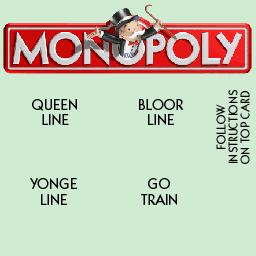 MONOPOLY
QUEEN
LINE
BLOOR
LINE
FOLLOW
INSTRUCTIONS
ON TOP CARD
YONGE
LINE
GO
TRAIN